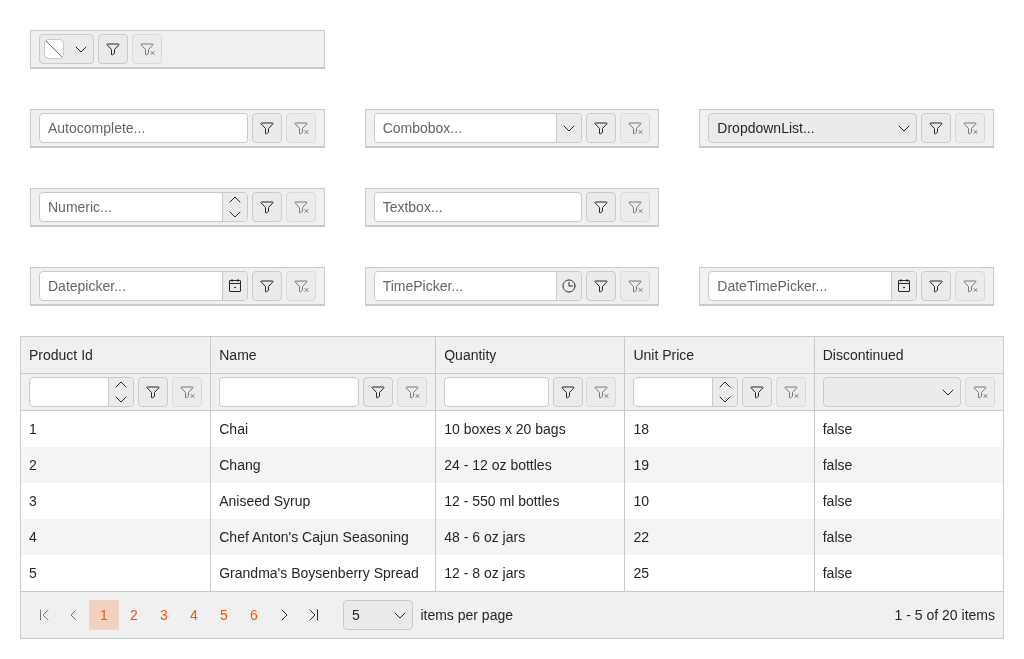 Autocomplete... Combobox... DropdownList...
Numeric... Textbox...
Datepicker... TimePicker... DateTimePicker...
Product Id Name Quantity Unit Price Discontinued
1 Chai 10 boxes x 20 bags 18 false
2 Chang 24 - 12 oz bottles 19 false
3 Aniseed Syrup 12 - 550 ml bottles 10 false
4 Chef Anton's Cajun Seasoning 48 - 6 oz jars 22 false
5 Grandma's Boysenberry Spread 12 - 8 oz jars 25 false
1 2 3 4 5 6 5 items per page 1 - 5 of 20 items